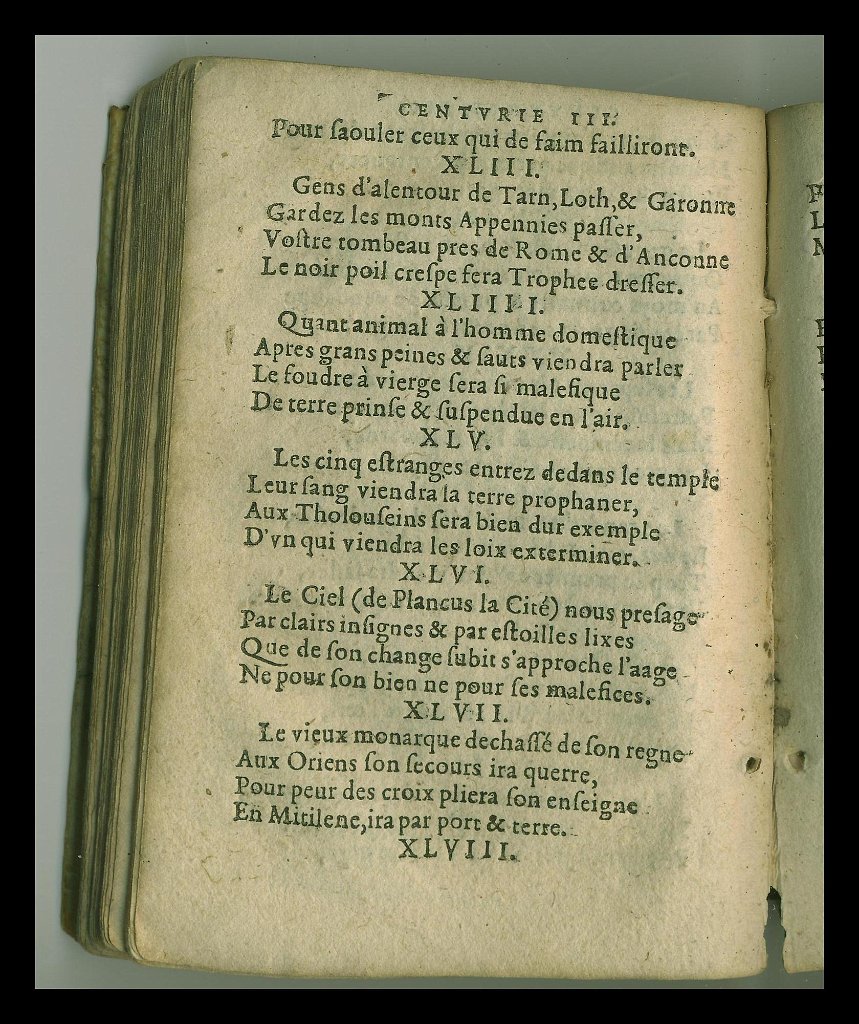 CENTVRIE III.
Pour ſaouler ceux qui de faim failliront.
XLIII.
Gens d'alentour de Tarn, Loth, & Garonne
Gardez les monts Appennies paſſer,
Voſtre tombeau pres de Rome & d'Anconne
Le noir poil creſpe fera Trophee dreſſer.
XLIIII.
Quant animal à l'homme domeſtique
Apres grans peines & ſauts viendra parler
Le foudre à vierge ſera ſi malefique
De terre prinſe & ſuſpendue en l'air.
XLV.
Les cinq eſtranges entrez dedans le temple
Leur ſang viendra la terre prophaner,
Aux Tholouſeins ſera bien dur exemple
D'vn qui viendra les loix exterminer.
XLVI.
Le Ciel (de Plancus la Cité) nous preſage
Par clairs inſignes & par eſtoilles lixes
Que de ſon change ſubit s'approche l'aage
Ne pour ſon bien ne pour ſes malefices.
XLVII.
Le vieux monarque dechaſſé de ſon regne
Aux Oriens ſon ſecours ira querre,
Pour peur des croix pliera ſon enſeigne
En Mitilene, ira par port & terre.
XLVIII.